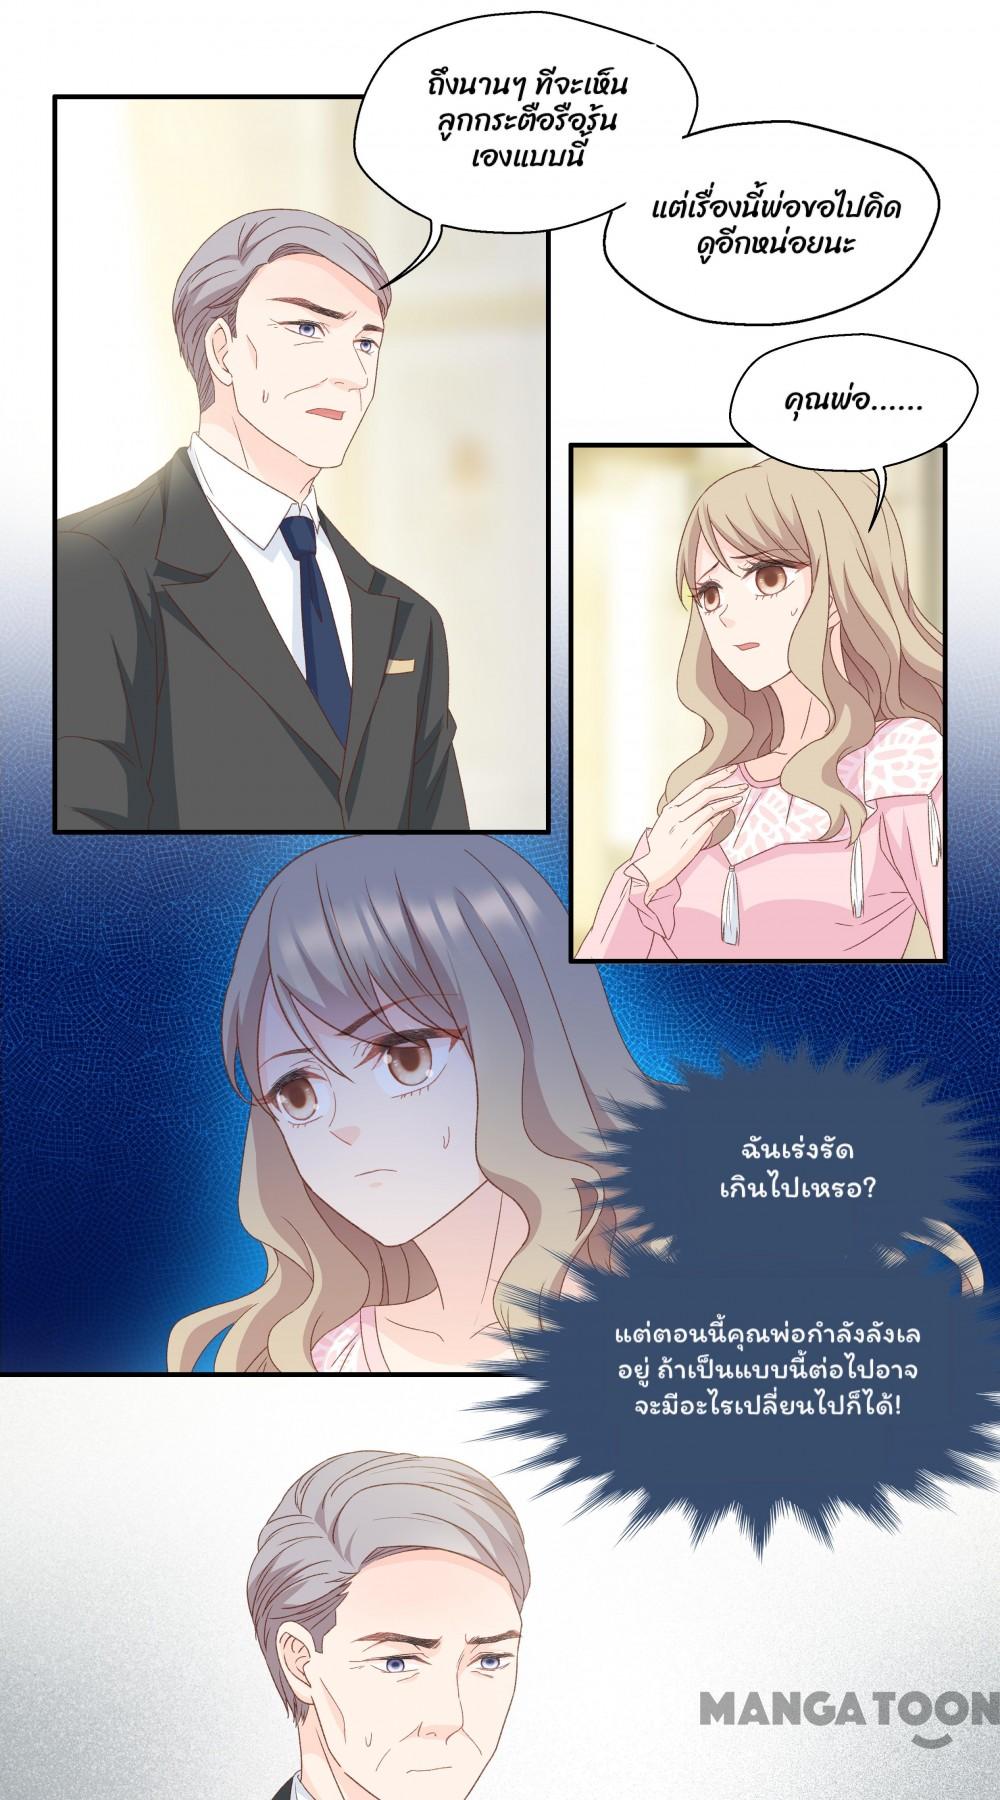 ถึงนานๆ ทีจะเห็น
ลูกกระตือรือร้น
เองแบบนี้
แต่เรื่องนี้พ่อขอไปคิด
ดูอีกหน่อยนะ
คุณพ่อ......
ฉันเร่งรัด
เกินไปเหรอ?
แต่ตอนนี้คุณพ่อกำลังลังเล
อยู่ ถ้าเป็นแบบนี้ต่อไปอาจ
จะมีอะไรเปลี่ยนไปก็ได้!
MANGATOON